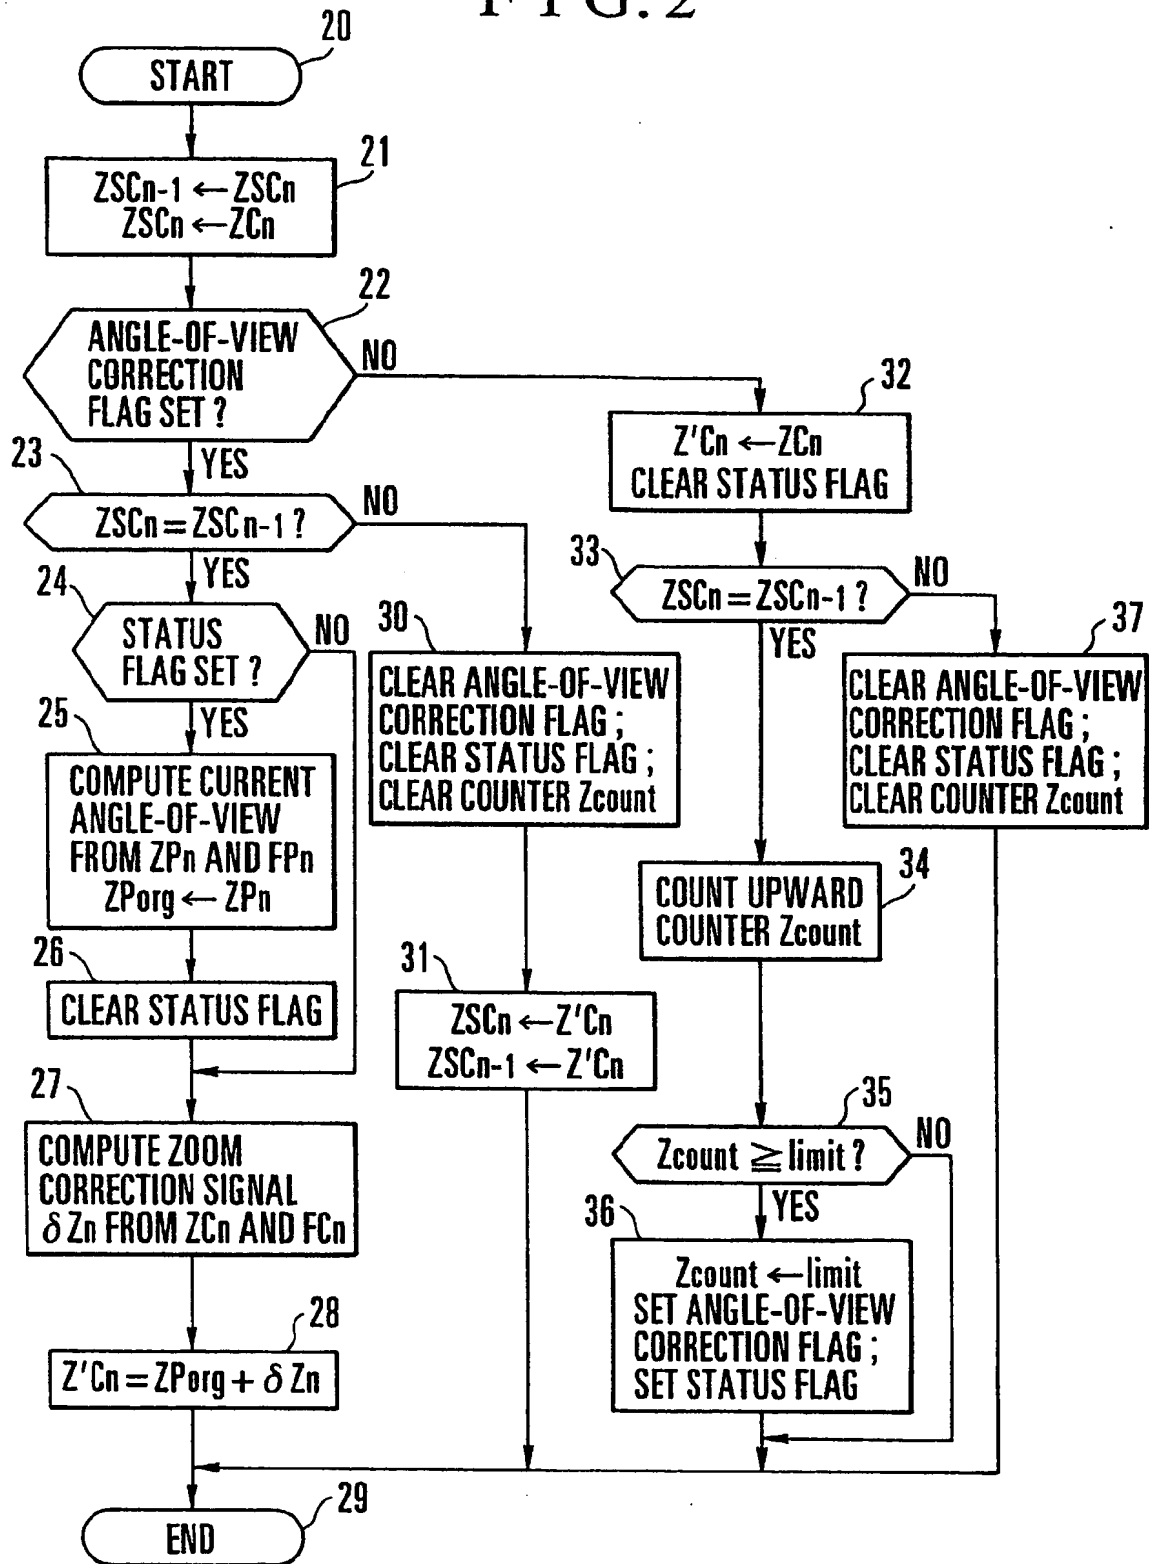 FIG. 2
20
START
21
ZSCn-1 ← ZSCn
ZSCn ← ZCn
22
ANGLE-OF-VIEW
CORRECTION
FLAG SET ?
NO
YES
23
ZSCn = ZSCn-1 ?
NO
YES
24
STATUS
FLAG SET ?
NO
YES
25
COMPUTE CURRENT
ANGLE-OF-VIEW
FROM ZPn AND FPn
ZPorg ← ZPn
26
CLEAR STATUS FLAG
27
COMPUTE ZOOM
CORRECTION SIGNAL
δ Zn FROM ZCn AND FCn
28
Z'Cn = ZPorg + δ Zn
29
END
30
CLEAR ANGLE-OF-VIEW
CORRECTION FLAG ;
CLEAR STATUS FLAG ;
CLEAR COUNTER Zcount
31
ZSCn ← Z'Cn
ZSCn-1 ← Z'Cn
32
Z'Cn ← ZCn
CLEAR STATUS FLAG
33
ZSCn = ZSCn-1 ?
NO
YES
34
COUNT UPWARD
COUNTER Zcount
35
Zcount ≧ limit ?
NO
YES
36
Zcount ← limit
SET ANGLE-OF-VIEW
CORRECTION FLAG ;
SET STATUS FLAG
37
CLEAR ANGLE-OF-VIEW
CORRECTION FLAG ;
CLEAR STATUS FLAG ;
CLEAR COUNTER Zcount